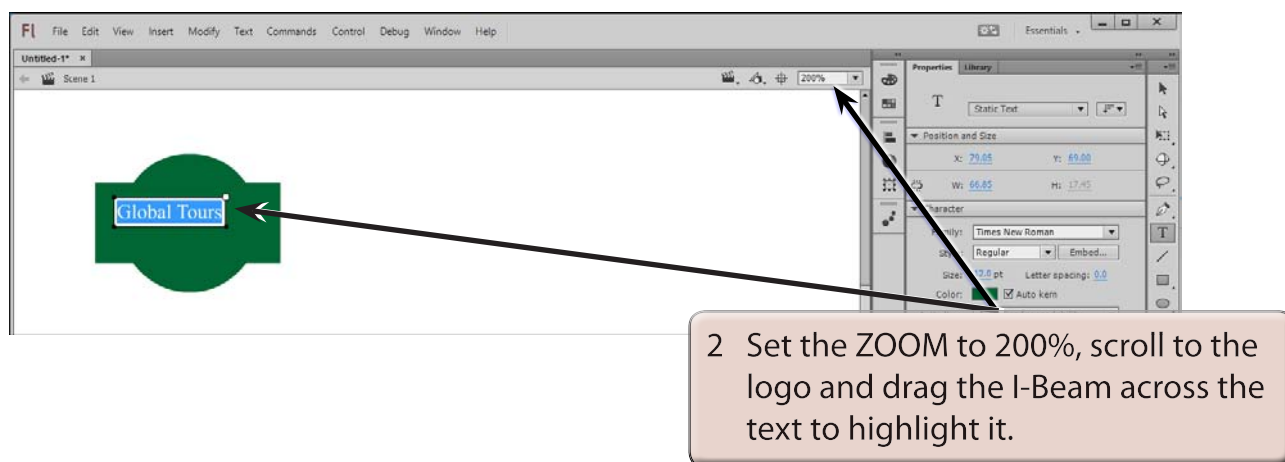 Fl File Edit View Insert Modify Text Commands Control Debug Window Help Essentials
Untitled-1* ×
Scene 1 200%
Properties Library
T Static Text
Position and Size
X: 79.05 Y: 69.00
W: 66.85 H: 17.45
Character
Family: Times New Roman
Style: Regular Embed...
Size: 12.0 pt Letter spacing: 0.0
Color: Auto kern
Global Tours
2 Set the ZOOM to 200%, scroll to the
logo and drag the I-Beam across the
text to highlight it.